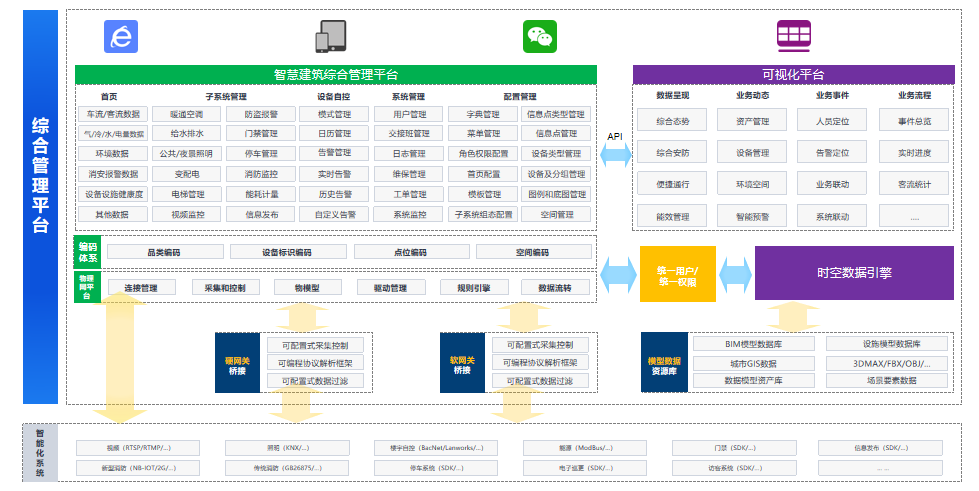 综合管理平台
智慧建筑综合管理平台
首页 子系统管理 设备自控 系统管理 配置管理
车流/客流数据 暖通空调 防盗报警 模式管理 用户管理 字典管理 信息点类型管理
气/冷/水/电量数据 给水排水 门禁管理 日历管理 交接班管理 菜单管理 信息点管理
环境数据 公共/夜景照明 停车管理 告警管理 日志管理 角色权限配置 设备类型管理
消安报警数据 变配电 消防监控 实时告警 维保管理 首页配置 设备及分组管理
设备设施健康度 电梯管理 能耗计量 历史告警 工单管理 模板管理 图例和底图管理
其他数据 视频监控 信息发布 自定义告警 系统监控 子系统组态配置 空间管理
API
可视化平台
数据呈现 业务动态 业务事件 业务流程
综合态势 资产管理 人员定位 事件总览
综合安防 设备管理 告警定位 实时进度
便捷通行 环境空间 业务联动 客流统计
能效管理 智能预警 系统联动 ....
编码体系
品类编码 设备标识编码 点位编码 空间编码
物理网平台
连接管理 采集和控制 物模型 驱动管理 规则引擎 数据流转
统一用户/
统一权限
时空数据引擎
硬网关
桥接
可配置式采集控制
可编程协议解析框架
可配置式数据过滤
软网关
桥接
可配置式采集控制
可编程协议解析框架
可配置式数据过滤
模型数据
资源库
BIM模型数据库 设施模型数据库
城市GIS数据 3DMAX/FBX/OBJ/...
数据模型资产库 场景要素数据
智能化系统
视频（RTSP/RTMP/...） 照明（KNX/...） 楼宇自控（BacNet/Lanworks/...） 能源（ModBus/...） 门禁（SDK/...） 信息发布（SDK/...）
新型消防（NB-IOT/2G/...） 传统消防（GB26875/...） 停车系统（SDK/...） 电子巡更（SDK/...） 访客系统（SDK/...） ... ...